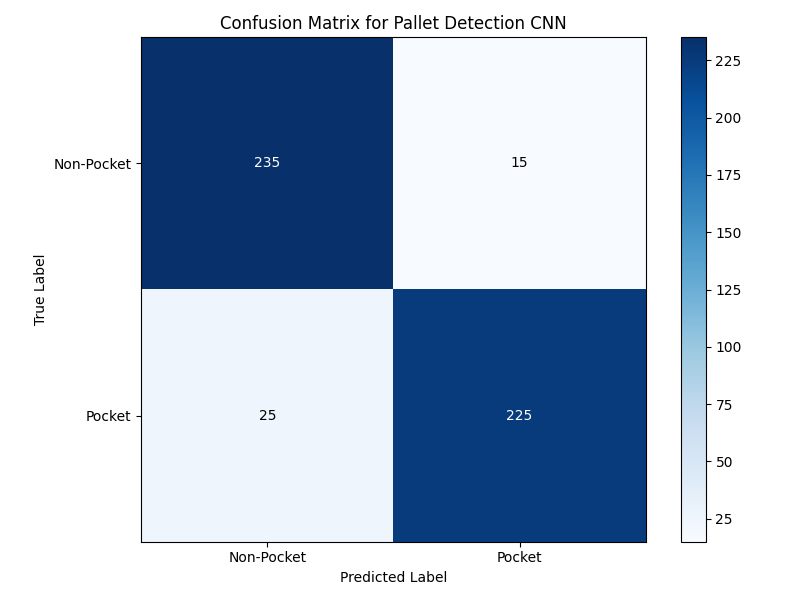 Confusion Matrix for Pallet Detection CNN
Non-Pocket
235
15
Pocket
25
225
True Label
Non-Pocket
Pocket
Predicted Label
225
200
175
150
125
100
75
50
25